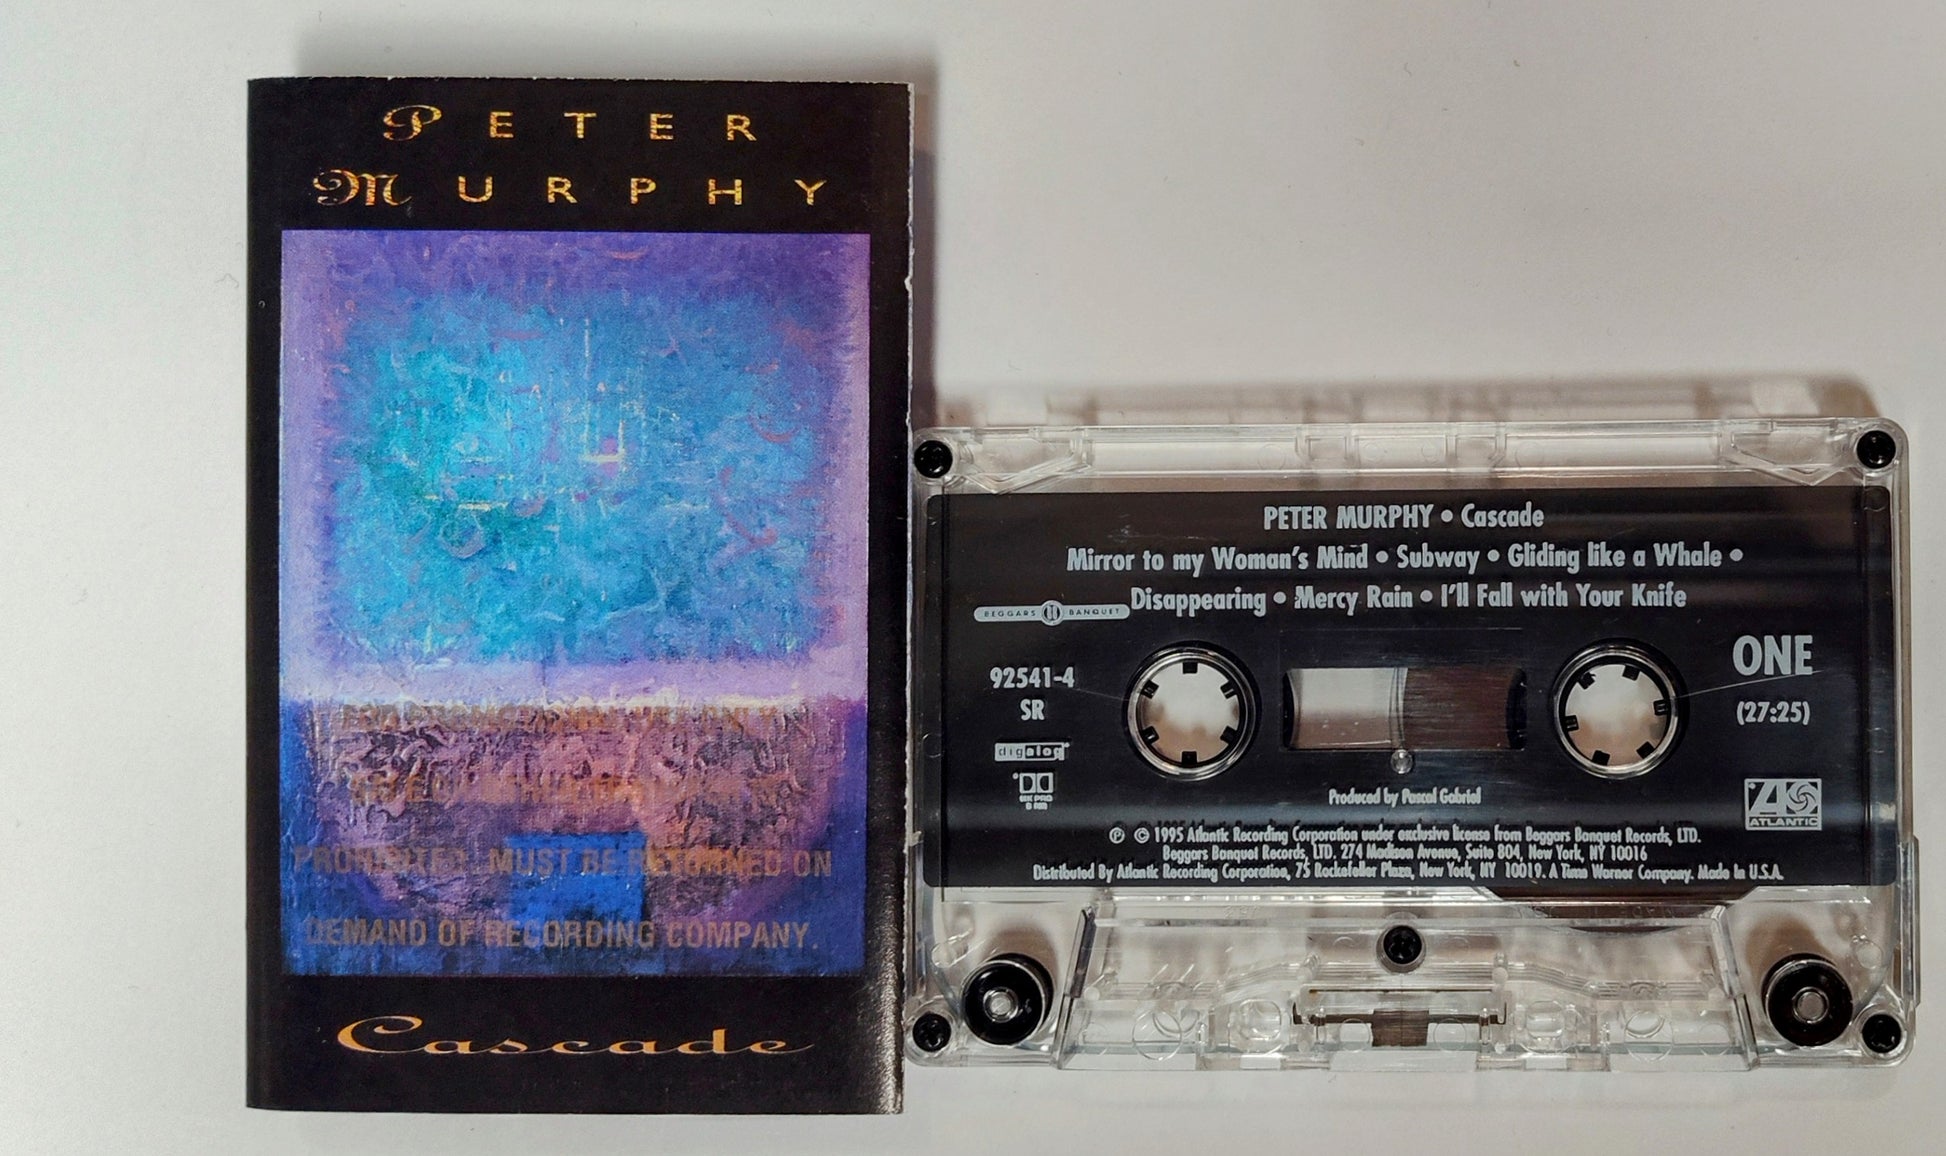 PETER
MURPHY
FOR PROMOTIONAL USE ONLY
PROHIBITED. MUST BE RETURNED ON
DEMAND OF RECORDING COMPANY.
Cascade
PETER MURPHY • Cascade
Mirror to my Woman's Mind • Subway • Gliding like a Whale •
Disappearing • Mercy Rain • I'll Fall with Your Knife
BEGGARS BANQUET
ONE
(27:25)
92541-4
SR
digalog
Produced by Pascal Gabriel
℗ © 1995 Atlantic Recording Corporation under exclusive license from Beggars Banquet Records, LTD.
Beggars Banquet Records, LTD. 274 Madison Avenue, Suite 804, New York, NY 10016
Distributed By Atlantic Recording Corporation, 75 Rockefeller Plaza, New York, NY 10019. A Time Warner Company. Made in U.S.A.
ATLANTIC